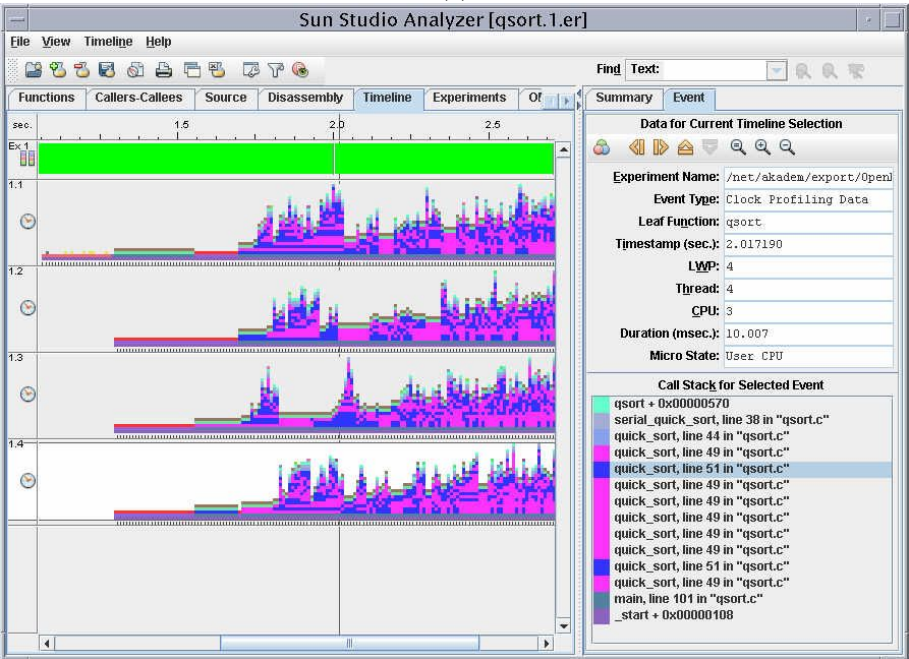 Sun Studio Analyzer [qsort.1.er]
File View Timeline Help
Find Text:
Functions Callers-Callees Source Disassembly Timeline Experiments
Summary Event
sec. 1.5 2.0 2.5
Data for Current Timeline Selection
Ex 1
Experiment Name: /net/akadem/export/Open
1.1
Event Type: Clock Profiling Data
Leaf Function: qsort
Timestamp (sec.): 2.017190
LWP: 4
1.2
Thread: 4
CPU: 3
Duration (msec.): 10.007
Micro State: User CPU
1.3
Call Stack for Selected Event
qsort + 0x00000570
serial_quick_sort, line 38 in "qsort.c"
quick_sort, line 44 in "qsort.c"
1.4
quick_sort, line 49 in "qsort.c"
quick_sort, line 51 in "qsort.c"
quick_sort, line 49 in "qsort.c"
quick_sort, line 49 in "qsort.c"
quick_sort, line 49 in "qsort.c"
quick_sort, line 49 in "qsort.c"
quick_sort, line 49 in "qsort.c"
quick_sort, line 51 in "qsort.c"
quick_sort, line 49 in "qsort.c"
main, line 101 in "qsort.c"
_start + 0x00000108